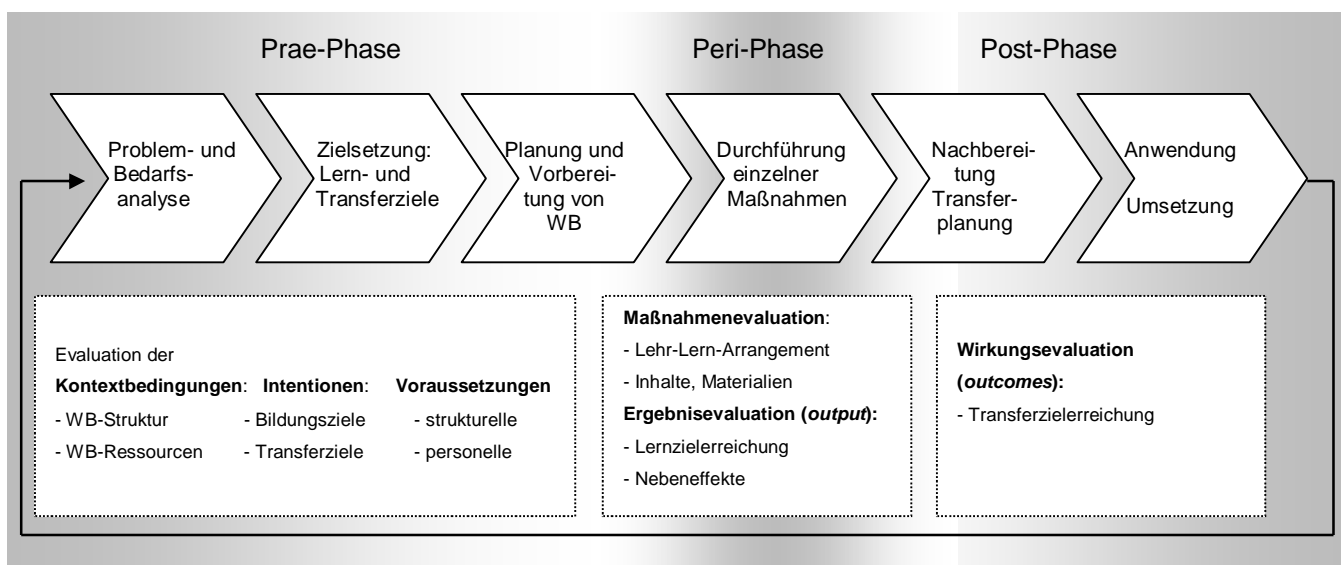 Prae-Phase
Peri-Phase
Post-Phase
Problem- und
Bedarfs-
analyse
Zielsetzung:
Lern- und
Transferziele
Planung und
Vorberei-
tung von
WB
Durchführung
einzelner
Maßnahmen
Nachberei-
tung
Transfer-
planung
Anwendung
Umsetzung
Evaluation der
Kontextbedingungen: Intentionen: Voraussetzungen
- WB-Struktur - Bildungsziele - strukturelle
- WB-Ressourcen - Transferziele - personelle
Maßnahmenevaluation:
- Lehr-Lern-Arrangement
- Inhalte, Materialien
Ergebnisevaluation (output):
- Lernzielerreichung
- Nebeneffekte
Wirkungsevaluation
(outcomes):
- Transferzielerreichung